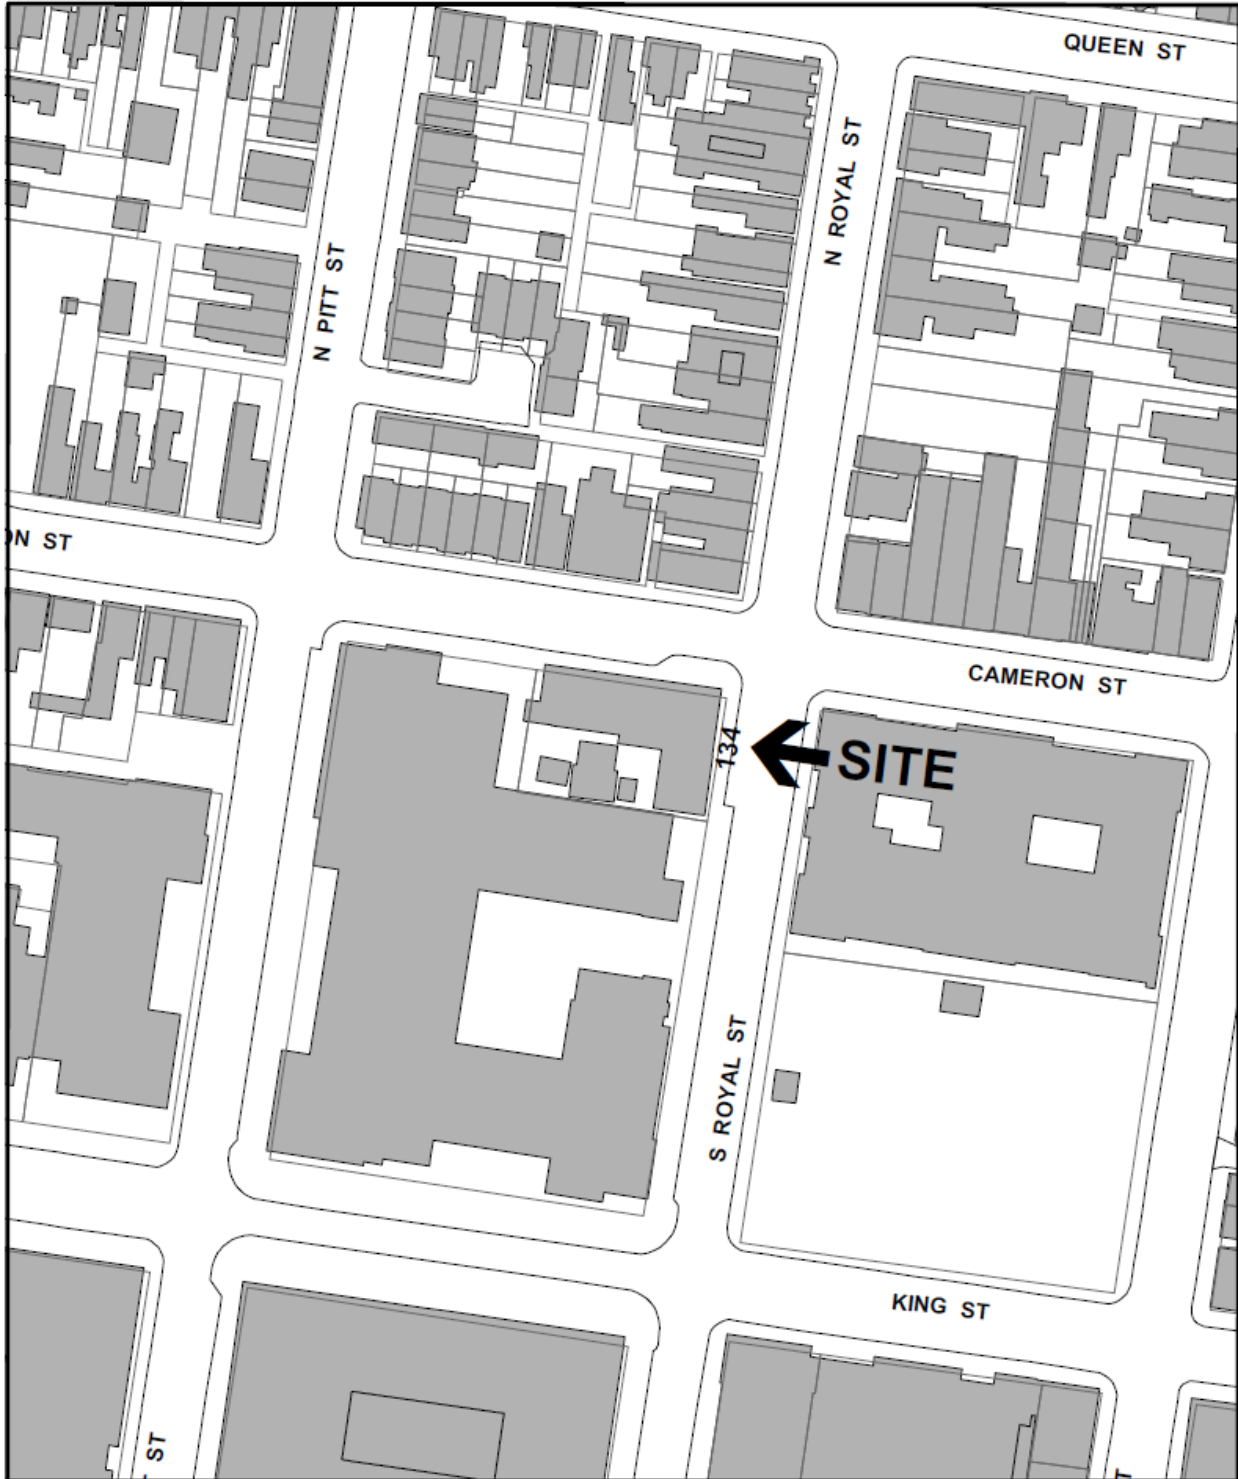 QUEEN ST
N ROYAL ST
N PITT ST
ON ST
CAMERON ST
134
SITE
S ROYAL ST
KING ST
ST